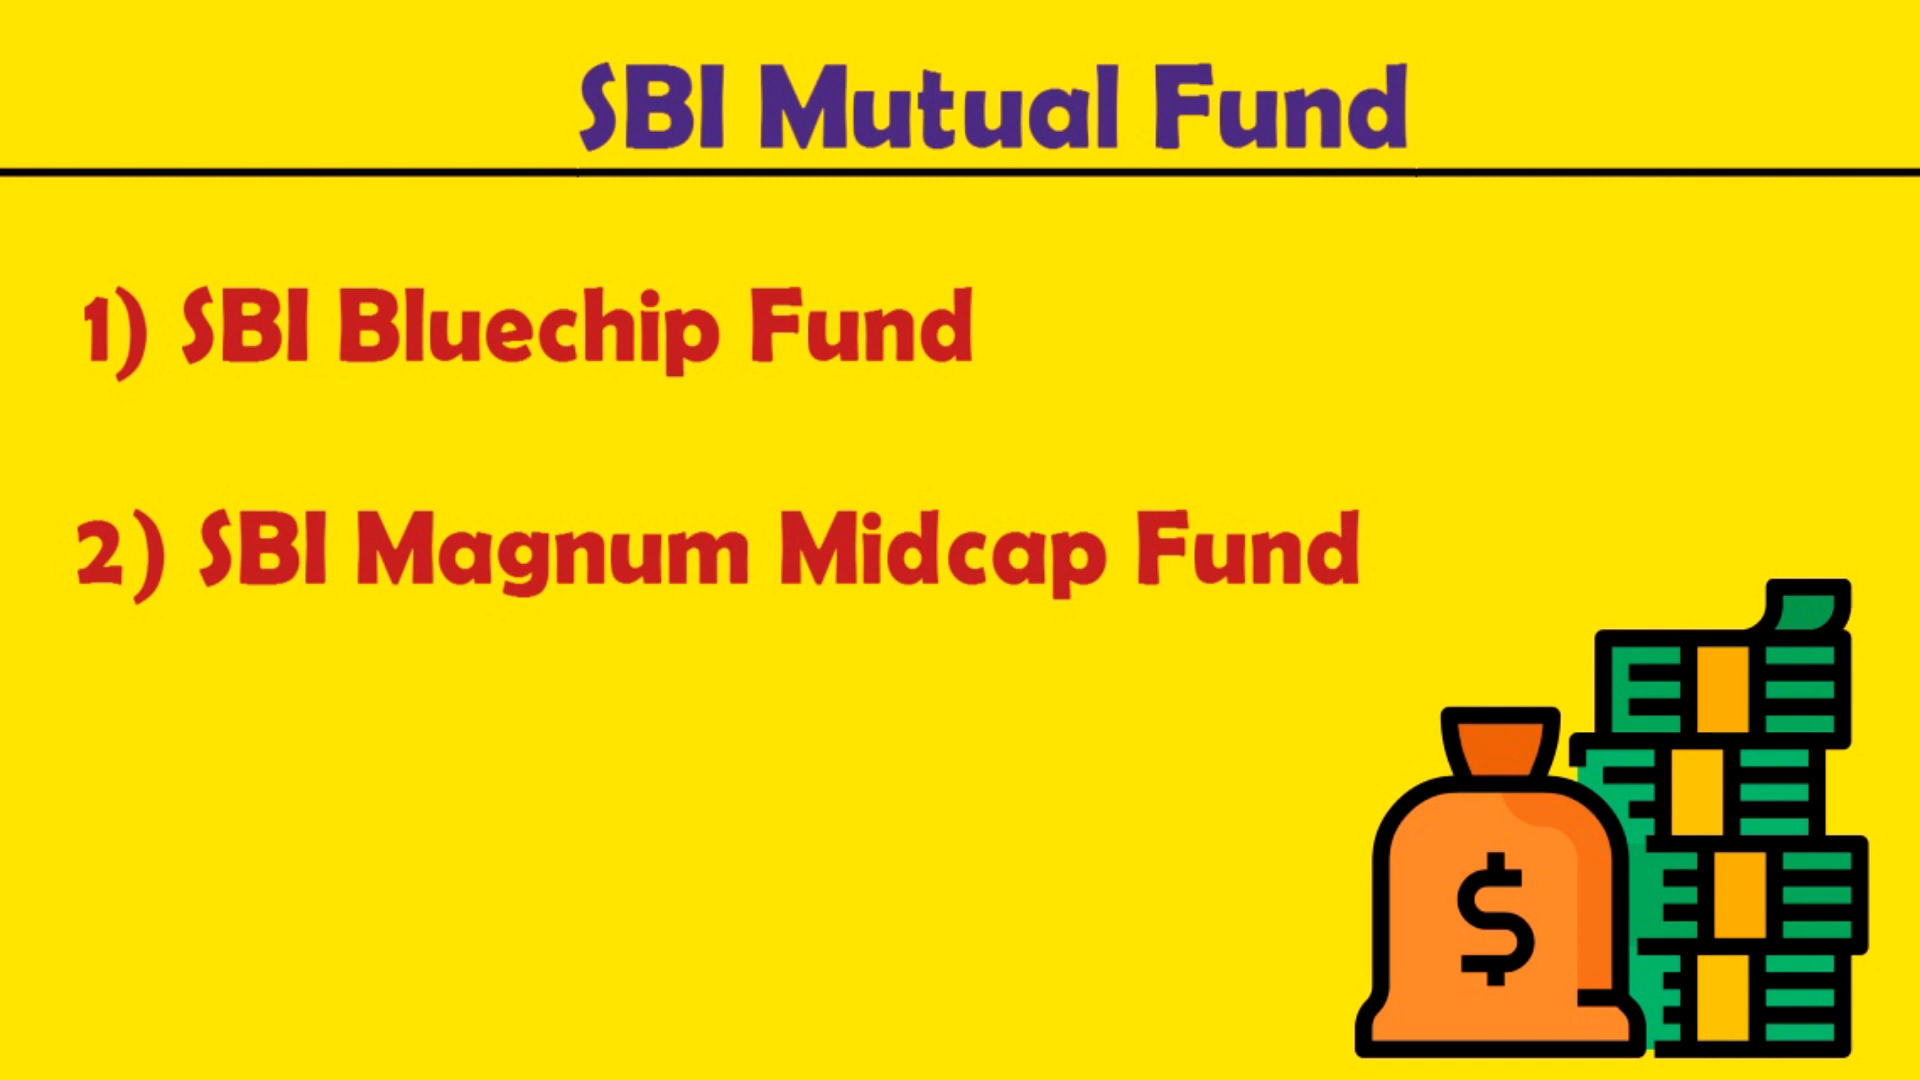 SBI Mutual Fund
1) SBI Bluechip Fund
2) SBI Magnum Midcap Fund
$